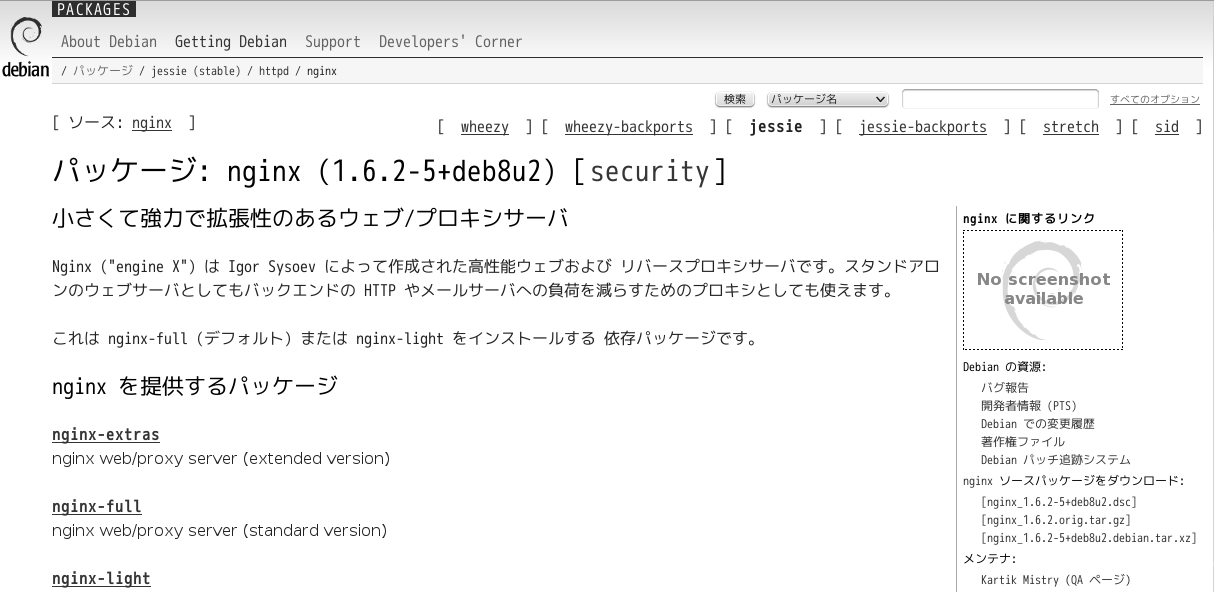 PACKAGES
About Debian Getting Debian Support Developers' Corner
debian
/ パッケージ / jessie (stable) / httpd / nginx
検索 パッケージ名 すべてのオプション
[ ソース: nginx ]
[ wheezy ] [ wheezy-backports ] [ jessie ] [ jessie-backports ] [ stretch ] [ sid ]
パッケージ: nginx (1.6.2-5+deb8u2) [security]
小さくて強力で拡張性のあるウェブ/プロキシサーバ
Nginx ("engine X") は Igor Sysoev によって作成された高性能ウェブおよび リバースプロキシサーバです。スタンドアロ
ンのウェブサーバとしてもバックエンドの HTTP やメールサーバへの負荷を減らすためのプロキシとしても使えます。
これは nginx-full (デフォルト) または nginx-light をインストールする 依存パッケージです。
nginx を提供するパッケージ
nginx-extras
nginx web/proxy server (extended version)
nginx-full
nginx web/proxy server (standard version)
nginx-light
nginx に関するリンク
No screenshot
available
Debian の資源:
バグ報告
開発者情報 (PTS)
Debian での変更履歴
著作権ファイル
Debian パッチ追跡システム
nginx ソースパッケージをダウンロード:
[nginx_1.6.2-5+deb8u2.dsc]
[nginx_1.6.2.orig.tar.gz]
[nginx_1.6.2-5+deb8u2.debian.tar.xz]
メンテナ:
Kartik Mistry (QA ページ)